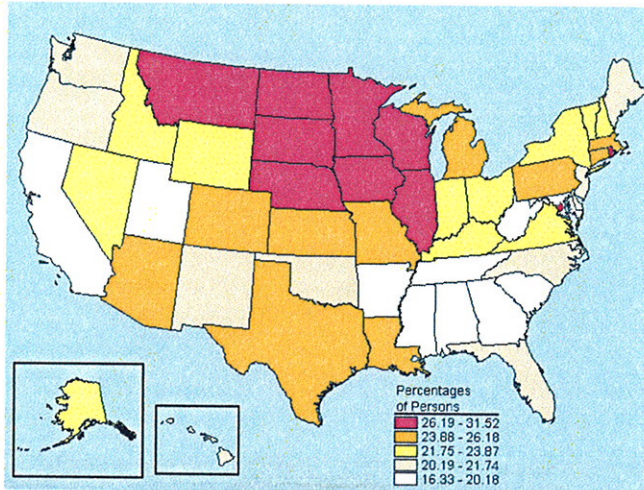 Percentages
of Persons
26.19 - 31.52
23.88 - 26.18
21.75 - 23.87
20.19 - 21.74
16.33 - 20.18